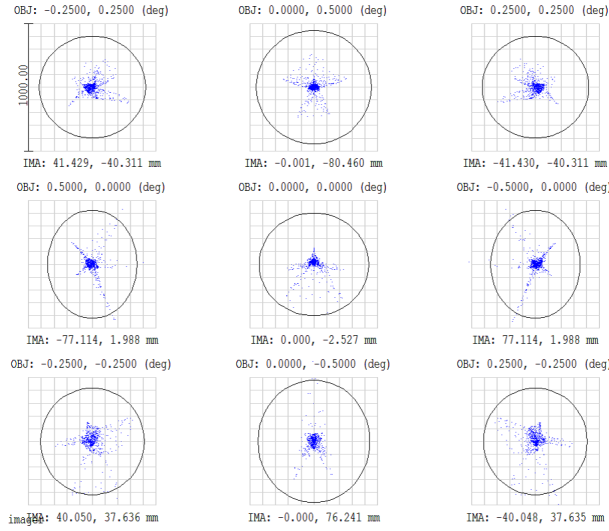 OBJ: -0.2500, 0.2500 (deg)
OBJ: 0.0000, 0.5000 (deg)
OBJ: 0.2500, 0.2500 (deg)
1000.00
IMA: 41.429, -40.311 mm
IMA: -0.001, -80.460 mm
IMA: -41.430, -40.311 mm
OBJ: 0.5000, 0.0000 (deg)
OBJ: 0.0000, 0.0000 (deg)
OBJ: -0.5000, 0.0000 (deg)
IMA: -77.114, 1.988 mm
IMA: 0.000, -2.527 mm
IMA: 77.114, 1.988 mm
OBJ: -0.2500, -0.2500 (deg)
OBJ: 0.0000, -0.5000 (deg)
OBJ: 0.2500, -0.2500 (deg)
IMA: 40.050, 37.636 mm
IMA: -0.000, 76.241 mm
IMA: -40.048, 37.635 mm